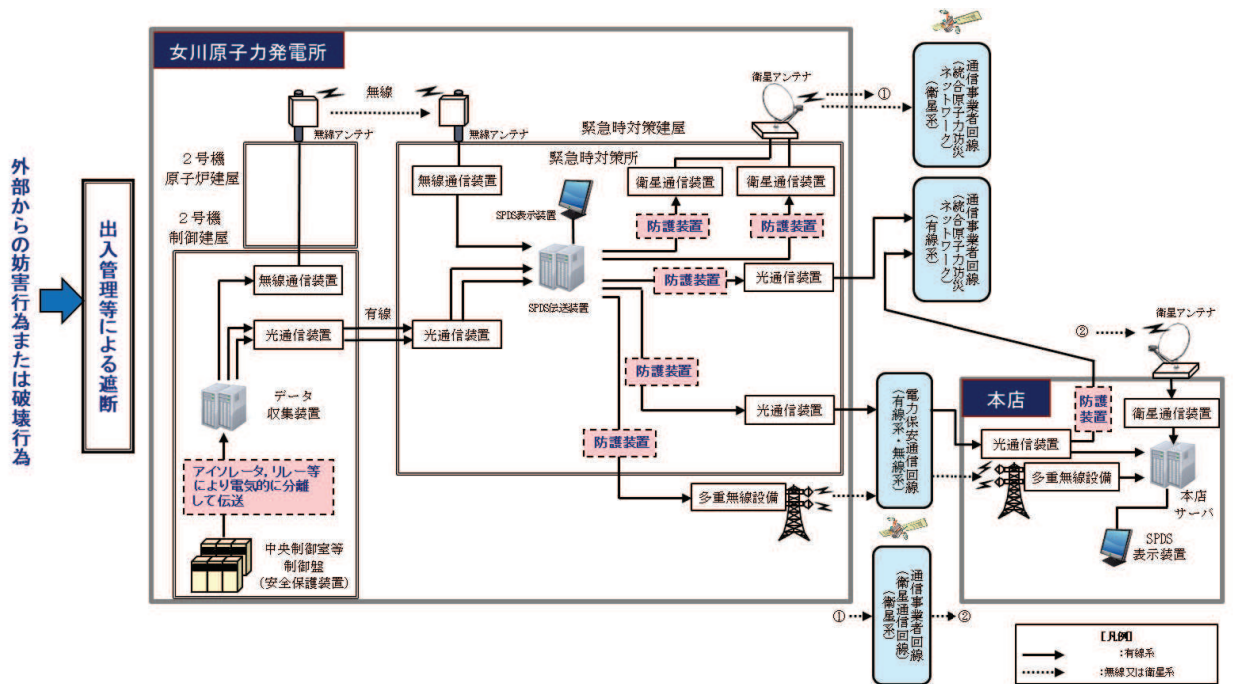 外部からの妨害行為または破壊行為
出入管理等による遮断
女川原子力発電所
無線
無線アンテナ
無線アンテナ
2号機
原子炉建屋
2号機
制御建屋
無線通信装置
光通信装置
有線
データ
収集装置
アイソレータ,リレー等
により電気的に分離
して伝送
中央制御室等
制御盤
(安全保護装置)
緊急時対策建屋
緊急時対策所
無線通信装置
SPDS表示装置
SPDS伝送装置
光通信装置
衛星アンテナ
①
衛星通信装置
衛星通信装置
防護装置
防護装置
防護装置
光通信装置
防護装置
光通信装置
防護装置
多重無線設備
通信事業者回線
(統合原子力防災
ネットワーク)
(衛星系)
通信事業者回線
(統合原子力防災
ネットワーク)
(有線系)
電力保安通信回線
(有線系・無線系)
①
通信事業者回線
(衛星通信回線)
(衛星系)
②
②
衛星アンテナ
本店
防護
装置
衛星通信装置
光通信装置
多重無線設備
本店
サーバ
SPDS
表示装置
[凡例]
:有線系
:無線又は衛星系